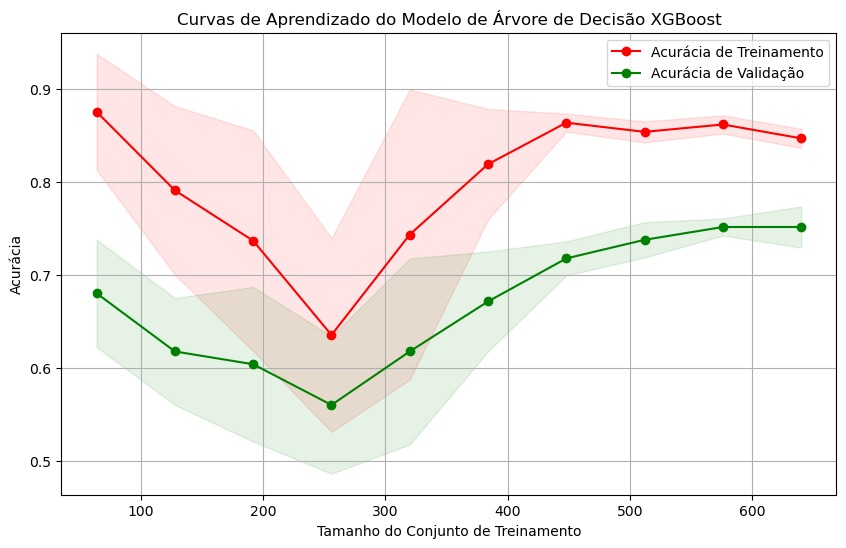 Curvas de Aprendizado do Modelo de Árvore de Decisão XGBoost
Acurácia de Treinamento
Acurácia de Validação
Acurácia
0.9
0.8
0.7
0.6
0.5
100 200 300 400 500 600
Tamanho do Conjunto de Treinamento